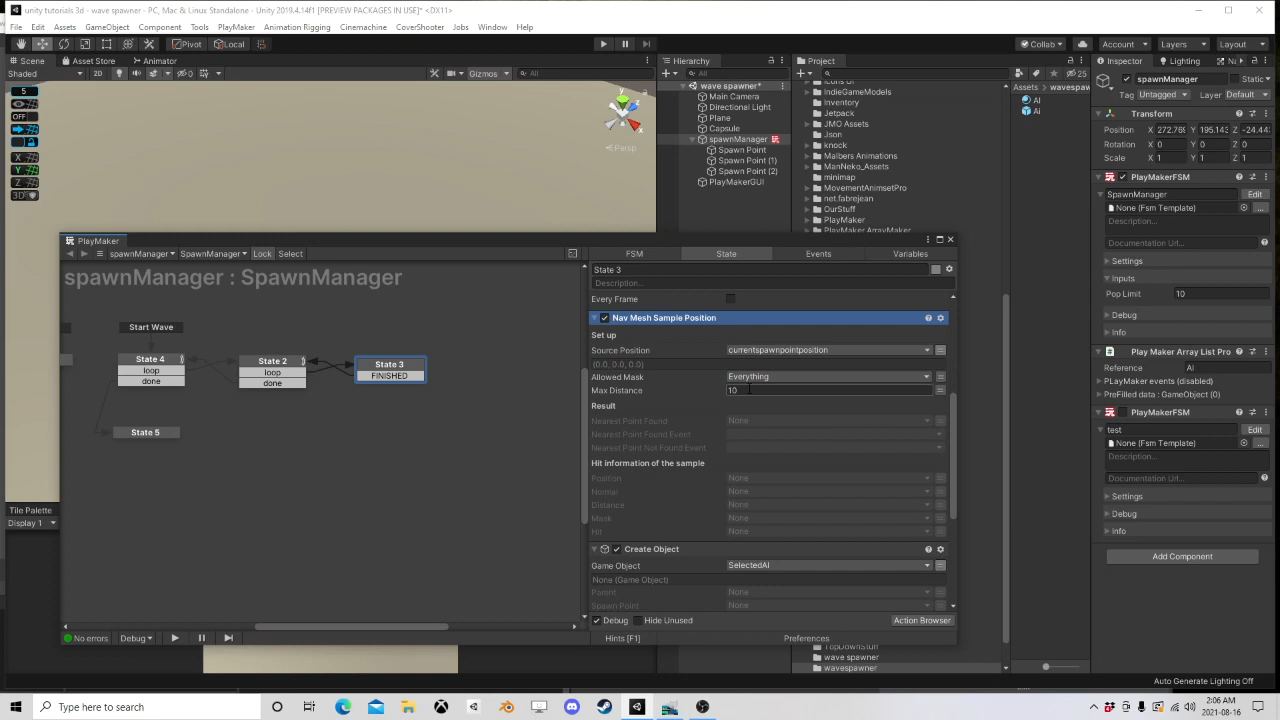 unity tutorials 3d - wave spawner - PC, Mac & Linux Standalone - Unity 2019.4.14f1 [PREVIEW PACKAGES IN USE]* <DX11>
File Edit Assets GameObject Component Tools PlayMaker Animation Rigging Cinemachine CoverShooter Jobs Window Help
Pivot Local Collab Account Layers Layout
Scene Asset Store Animator Hierarchy Project Inspector Lighting
Shaded 2D 0 Gizmos All All 25
wave spawner*
Main Camera
Directional Light
Plane
Capsule
spawnManager
Spawn Point
Spawn Point (1)
Spawn Point (2)
PlayMakerGUI
5
OFF
X
Y
Z
3D
y
x
Persp
IndieGameModels
Inventory
Jetpack
JMO Assets
Json
knock
Malbers Animations
ManNeko_Assets
minimap
MovementAnimsetPro
net.fabrejean
OurStuff
PlayMaker
PlayMaker ArrayMaker
TopDownStuff
wave spawner
wavespawner
Assets wavespaw
AI
Ai
spawnManager Static
Tag Untagged Layer Default
Transform
Position X 272.769 Y 195.143 Z -24.44
Rotation X 0 Y 0 Z 0
Scale X 1 Y 1 Z 1
PlayMakerFSM
SpawnManager Edit
None (Fsm Template) ...
Description...
Documentation Url...
Settings
Inputs
Pop Limit 10
Debug
Info
Play Maker Array List Pro
Reference AI
PLayMaker events (disabled)
PreFilled data : GameObject (0)
PlayMakerFSM
test Edit
None (Fsm Template) ...
Description...
Documentation Url...
Settings
Debug
Info
Add Component
PlayMaker
spawnManager SpawnManager Lock Select
spawnManager : SpawnManager
Start Wave
State 4
loop
done
State 2
loop
done
State 3
FINISHED
State 5
No errors Debug
FSM State Events Variables
State 3
Description...
Every Frame
Nav Mesh Sample Position
Set up
Source Position currentspawnpointposition
(0.0, 0.0, 0.0)
Allowed Mask Everything
Max Distance 10
Result
Nearest Point Found None
Nearest Point Found Event
Nearest Point Not Found Event
Hit information of the sample
Position None
Normal None
Distance None
Mask None
Hit None
Create Object
Game Object SelectedAI
None (Game Object)
Parent None
Spawn Point None
Debug Hide Unused Action Browser
Hints [F1] Preferences
Tile Palette
Display 1
Auto Generate Lighting Off
Type here to search
2:06 AM
2021-08-16